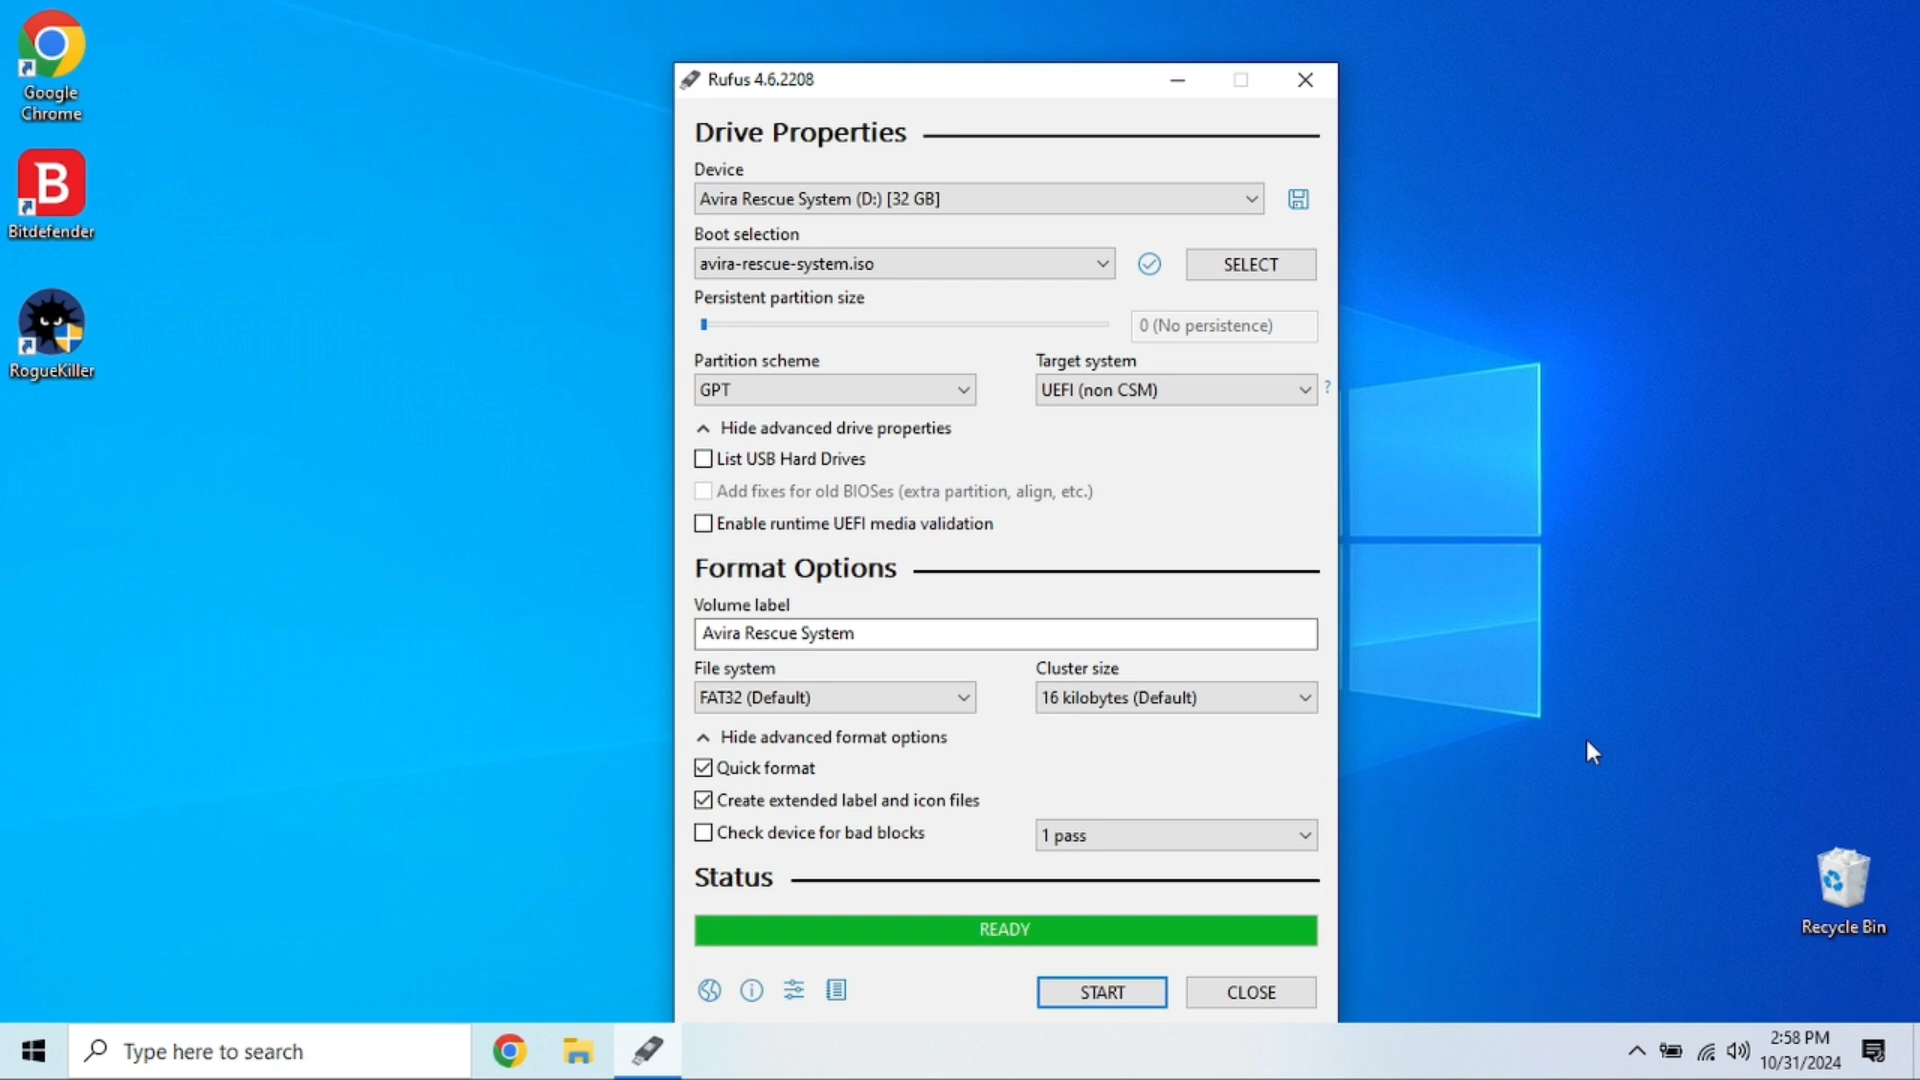 Google
Chrome
Bitdefender
RogueKiller
Rufus 4.6.2208
Drive Properties
Device
Avira Rescue System (D:) [32 GB]
Boot selection
avira-rescue-system.iso
SELECT
Persistent partition size
0 (No persistence)
Partition scheme
Target system
GPT
UEFI (non CSM)
?
Hide advanced drive properties
List USB Hard Drives
Add fixes for old BIOSes (extra partition, align, etc.)
Enable runtime UEFI media validation
Format Options
Volume label
Avira Rescue System
File system
Cluster size
FAT32 (Default)
16 kilobytes (Default)
Hide advanced format options
Quick format
Create extended label and icon files
Check device for bad blocks
1 pass
Status
READY
START
CLOSE
Recycle Bin
Type here to search
2:58 PM
10/31/2024